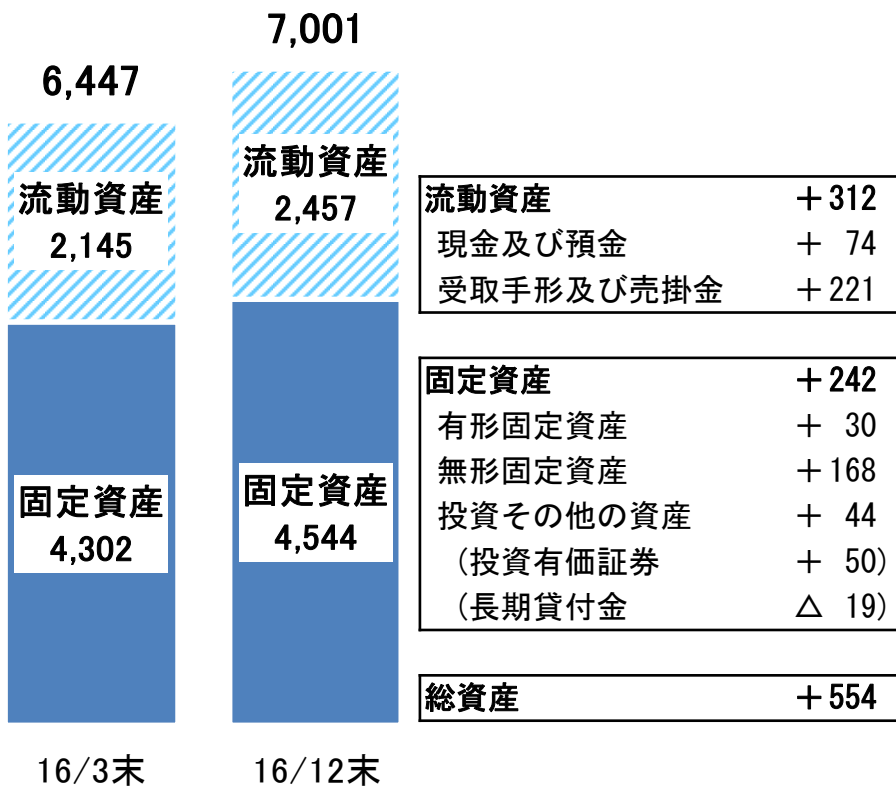 6,447
流動資産
2,145
固定資産
4,302
16/3末
7,001
流動資産
2,457
固定資産
4,544
16/12末
流動資産 ＋312
現金及び預金 ＋ 74
受取手形及び売掛金 ＋221
固定資産 ＋242
有形固定資産 ＋ 30
無形固定資産 ＋168
投資その他の資産 ＋ 44
(投資有価証券 ＋ 50)
(長期貸付金 △ 19)
総資産 ＋554